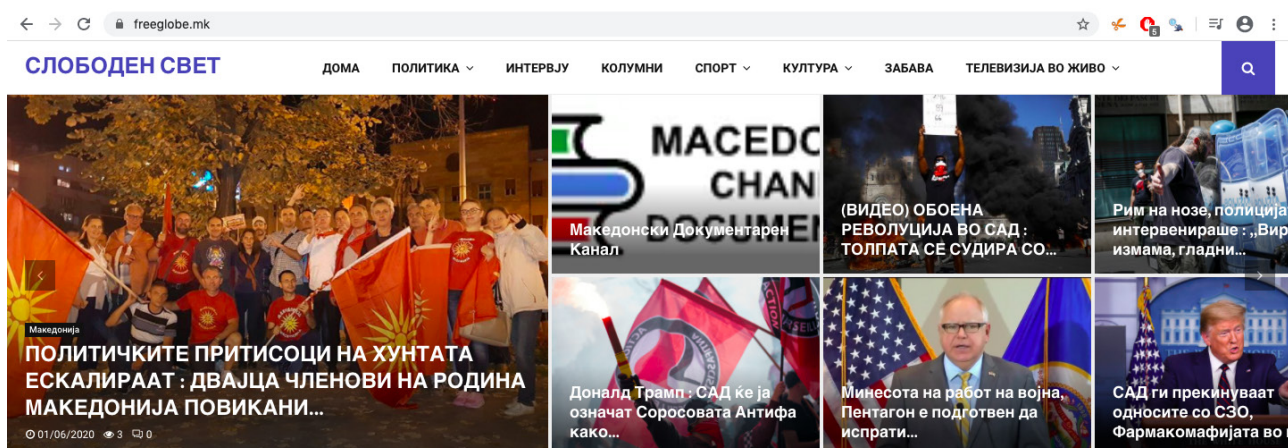 freeglobe.mk
5
СЛОБОДЕН СВЕТ
ДОМА ПОЛИТИКА ИНТЕРВЈУ КОЛУМНИ СПОРТ КУЛТУРА ЗАБАВА ТЕЛЕВИЗИЈА ВО ЖИВО
Македонија
ПОЛИТИЧКИТЕ ПРИТИСОЦИ НА ХУНТАТА
ЕСКАЛИРААТ : ДВАЈЦА ЧЛЕНОВИ НА РОДИНА
МАКЕДОНИЈА ПОВИКАНИ...
01/06/2020 3 0
MACEDO
CHAN
DOCUMEN
Македонски Документарен
Канал
(ВИДЕО) ОБОЕНА
РЕВОЛУЦИЈА ВО САД :
ТОЛПАТА СЕ СУДИРА СО...
Рим на нозе, полиција
интервенираше : „Вир
измама, гладни...
ACTION
Доналд Трамп : САД ќе ја
означат Соросовата Антифа
како...
Минесота на работ на војна,
Пентагон е подготвен да
испрати...
САД ги прекинуваат
односите со СЗО,
Фармакомафијата во